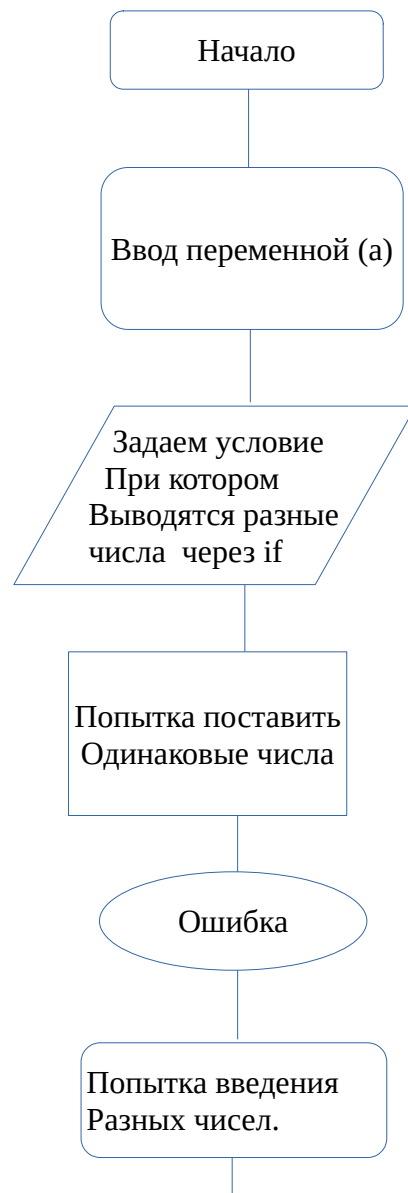 Начало
Ввод переменной (а)
Задаем условие
При котором
Выводятся разные
числа через if
Попытка поставить
Одинаковые числа
Ошибка
Попытка введения
Разных чисел.